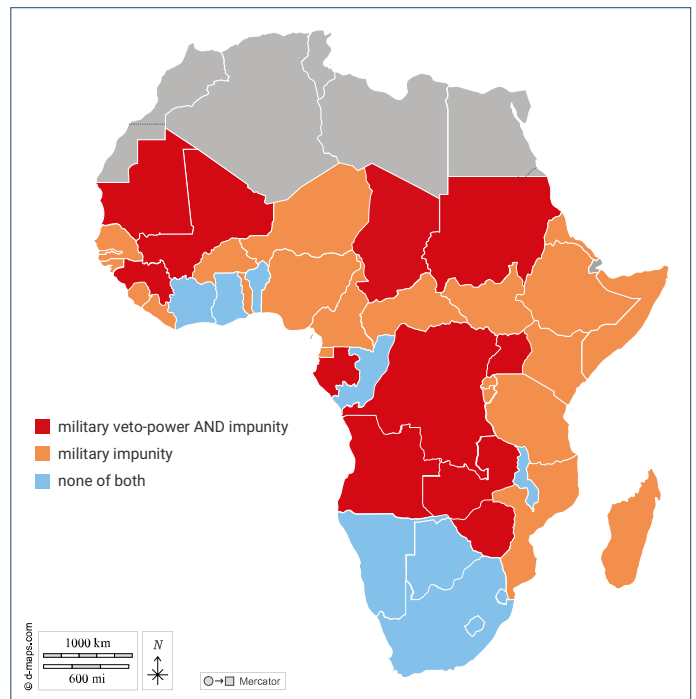 military veto-power AND impunity
military impunity
none of both
© d-maps.com
1000 km
600 mi
N
Mercator